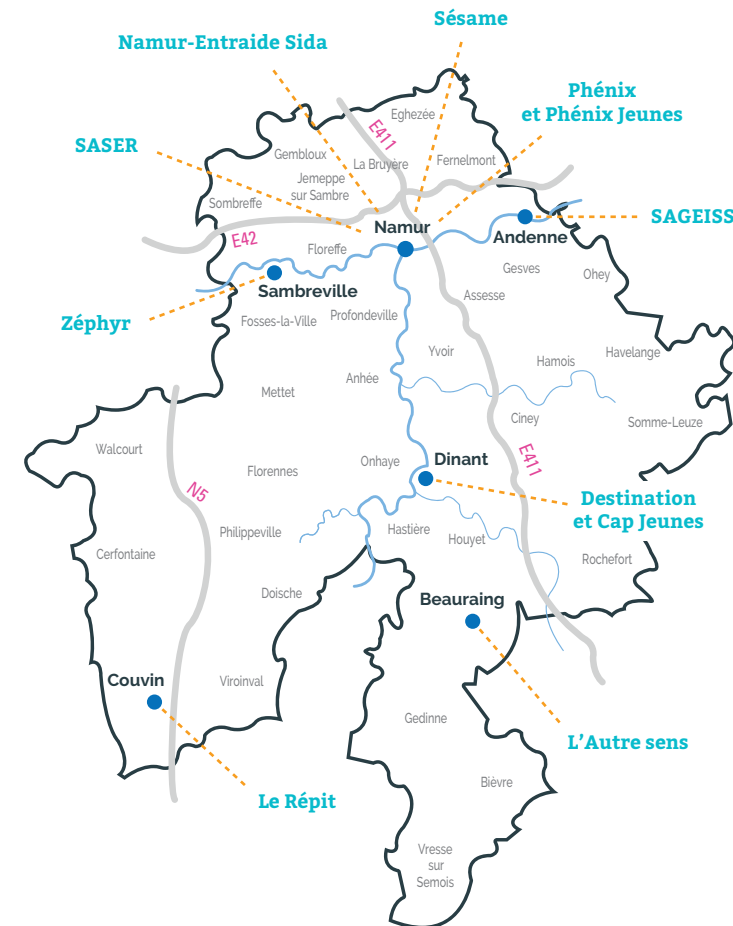 Sésame
Namur-Entraide Sida
Phénix
et Phénix Jeunes
E411
Eghezée
SASER
Gembloux
La Bruyère
Fernelmont
Jemeppe
sur Sambre
Sombreffe
SAGEISS
Namur
Andenne
E42
Floreffe
Gesves
Ohey
Sambreville
Assesse
Zéphyr
Fosses-la-Ville
Profondeville
Yvoir
Havelange
Hamois
Anhée
Mettet
Ciney
Somme-Leuze
Walcourt
Onhaye
Dinant
E411
Florennes
N5
Destination
et Cap Jeunes
Philippeville
Hastière
Houyet
Cerfontaine
Rochefort
Doische
Beauraing
Couvin
Viroinval
Gedinne
L'Autre sens
Bièvre
Le Répit
Vresse
sur
Semois